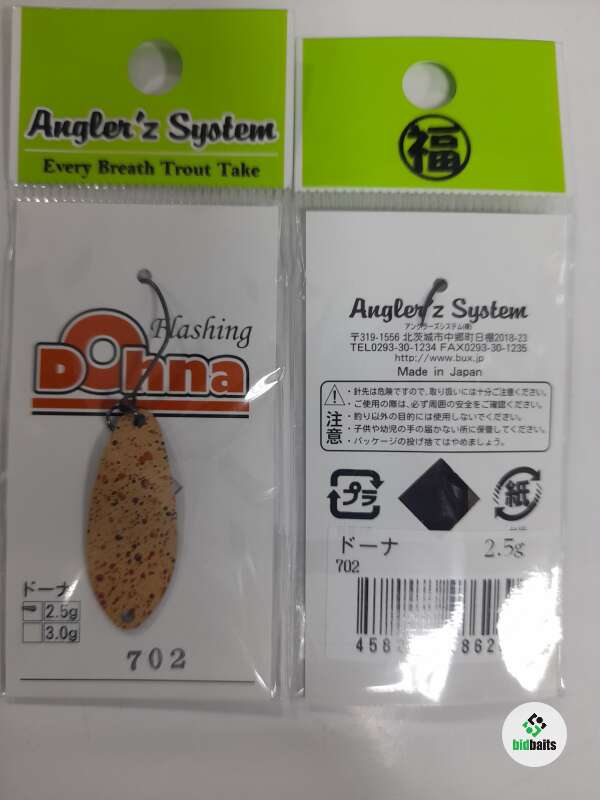 Angler'z System
Every Breath Trout Take
Flashing
Dohna
ドーナ
2.5g
3.0g
702
福
Angler'z System
アングラーズシステム(株)
〒319-1556 北茨城市中郷町日棚2018-23
TEL0293-30-1234 FAX0293-30-1235
http://www.bux.jp
Made in Japan
注意
・針先は危険ですので、取り扱いには十分ご注意ください。
・ご使用の際は、必ず周囲の安全をご確認ください。
・釣り以外の目的には使用しないでください。
・子供や幼児の手の届かない所に保管してください。
・パッケージの投げ捨てはやめましょう。
プラ
紙
ドーナ 2.5g
702
bidbaits